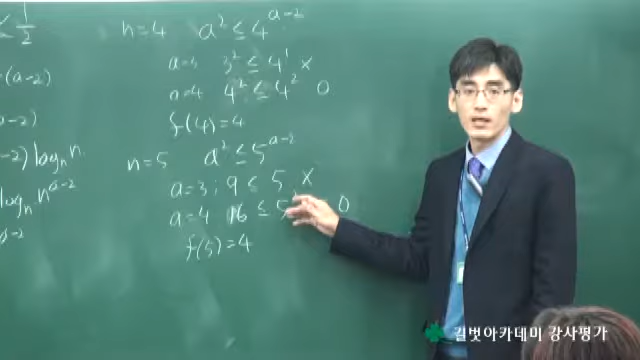 < 1/2
=(a-2)
-2)
-2) log_n n
log_n n^{a-2}
a-2
n=4 a² ≤ 4^{a-2}
a=3 3² ≤ 4¹ ×
n=4 4² ≤ 4² O
f(4)=4
n=5 a² ≤ 5^{a-2}
a=3; 9 ≤ 5 ×
a=4 16 ≤ 5 O
f(5)=4
길벗아카데미 강사평가